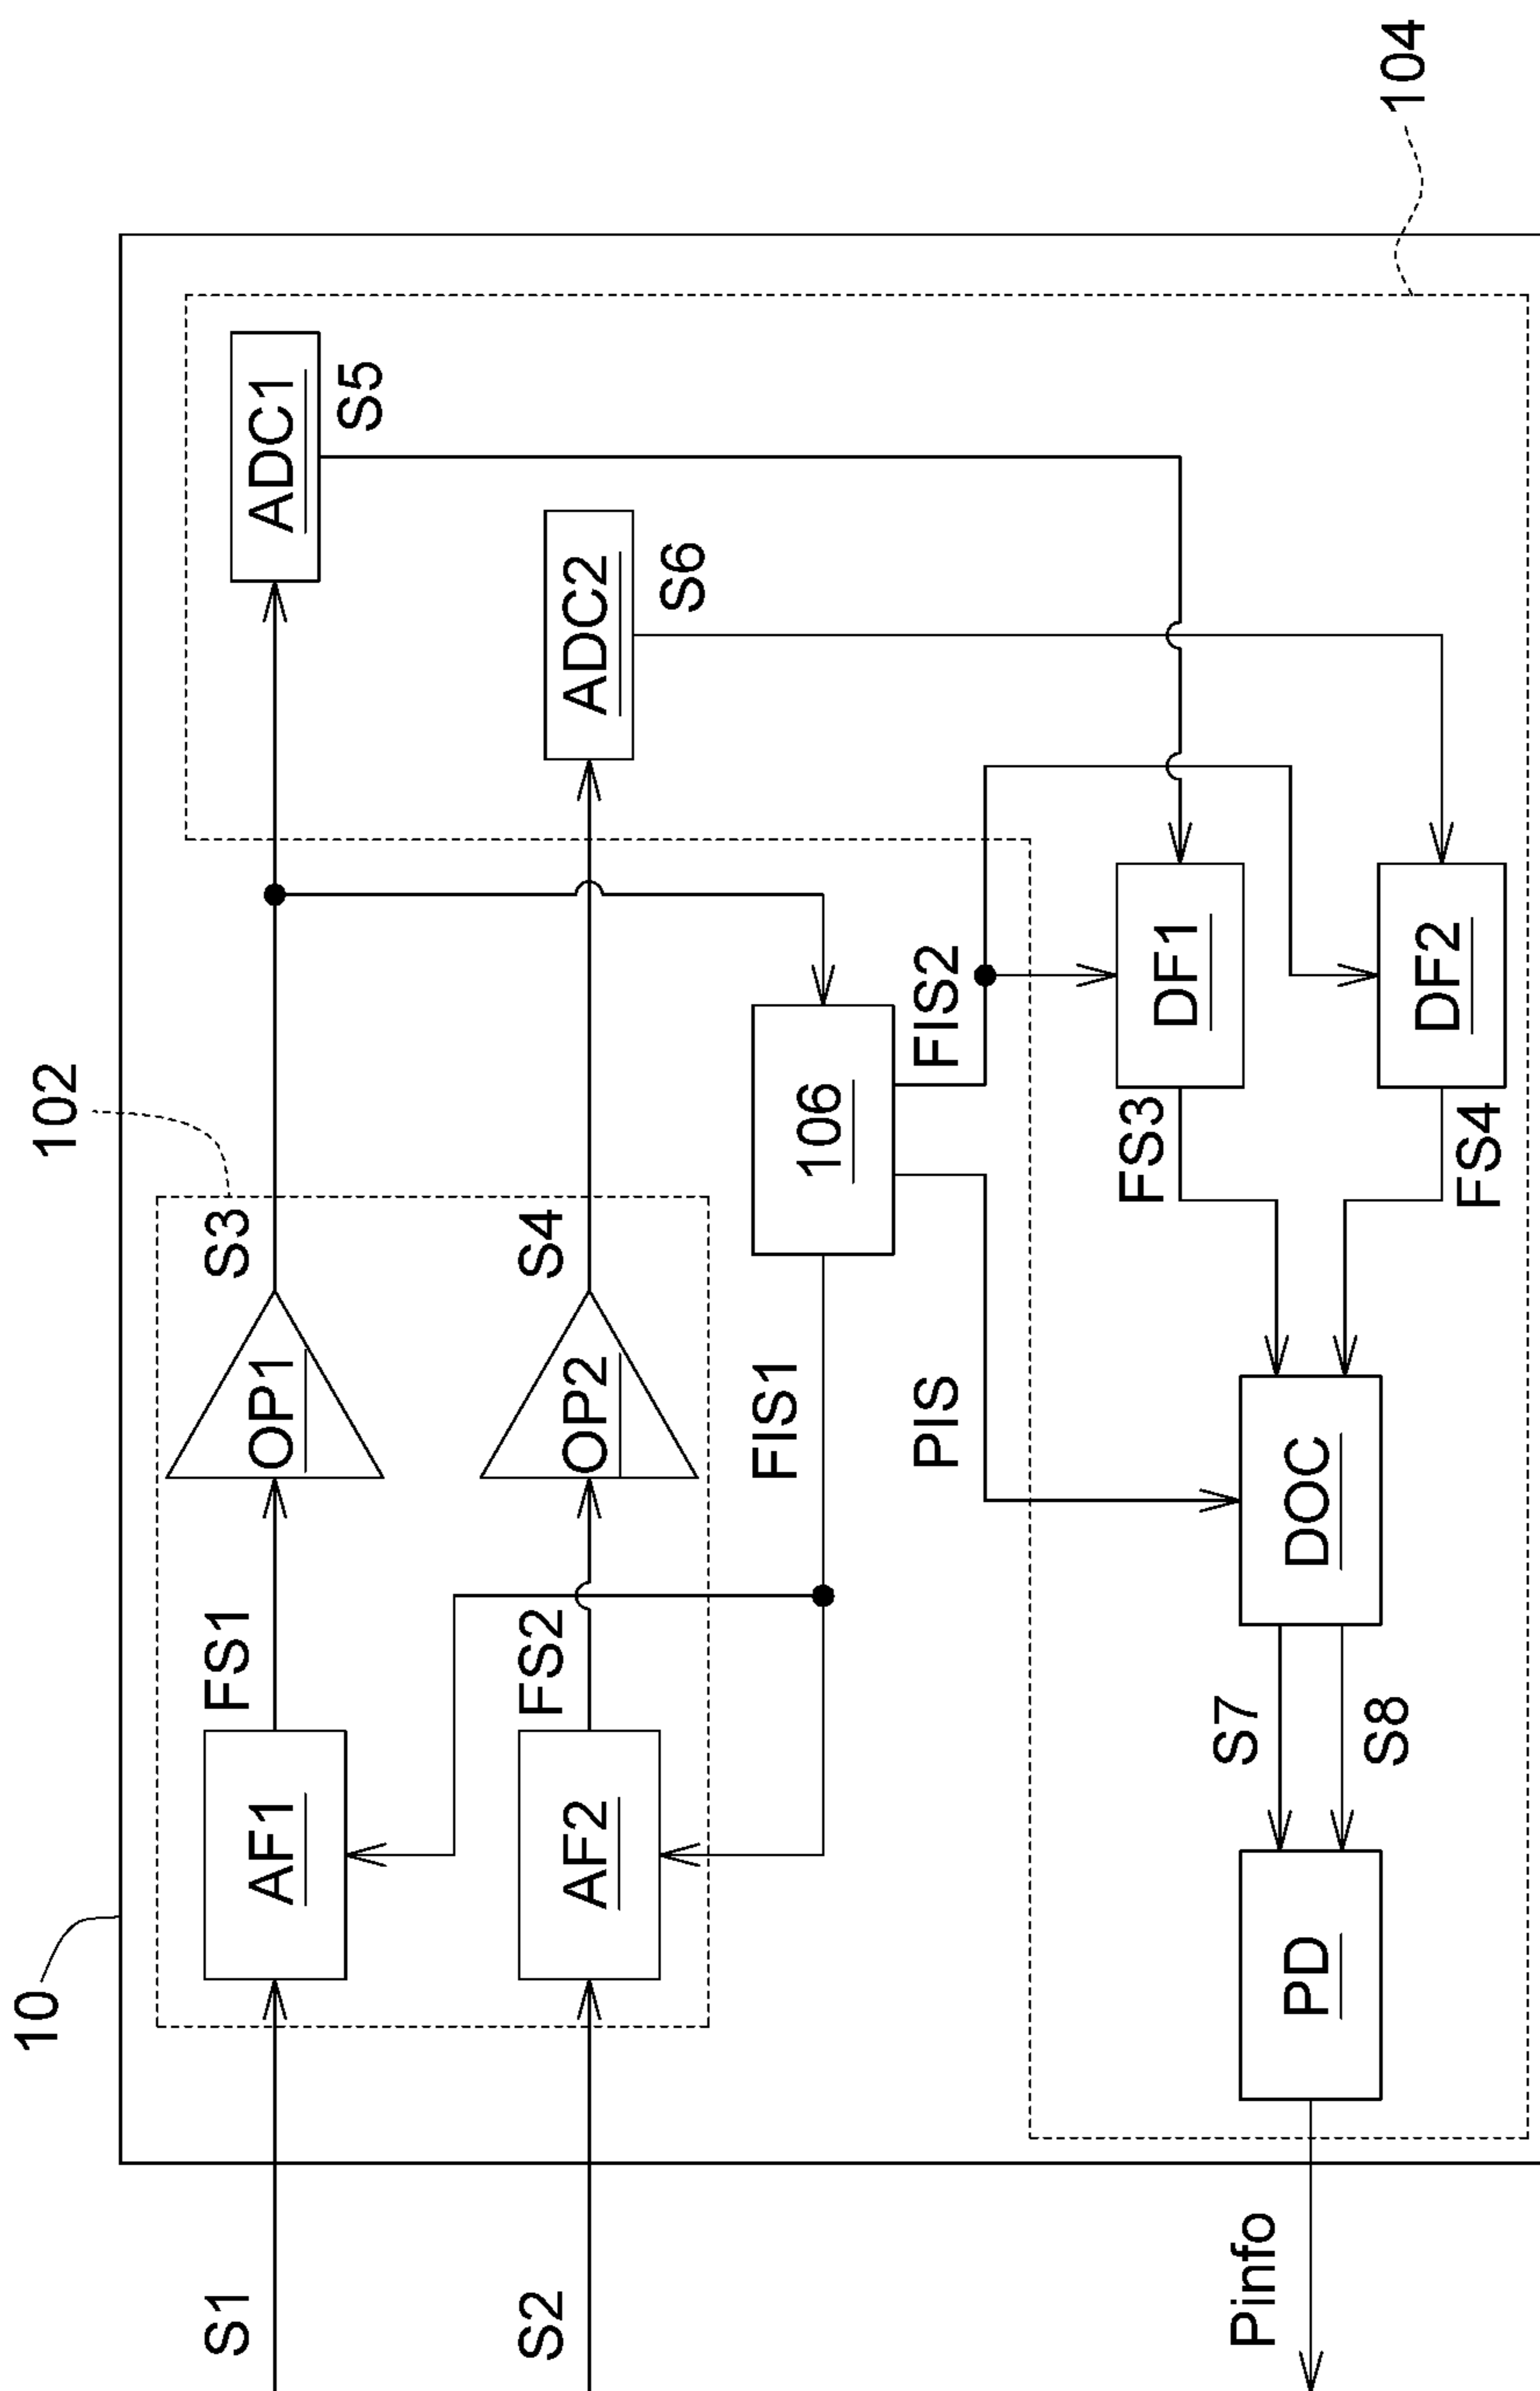 10
102
104
S1
AF1
FS1
OP1
S3
ADC1
S5
S2
AF2
FS2
OP2
S4
ADC2
S6
FIS1
106
PIS
FIS2
FS3
DF1
Pinfo
PD
S7
S8
DOC
FS4
DF2